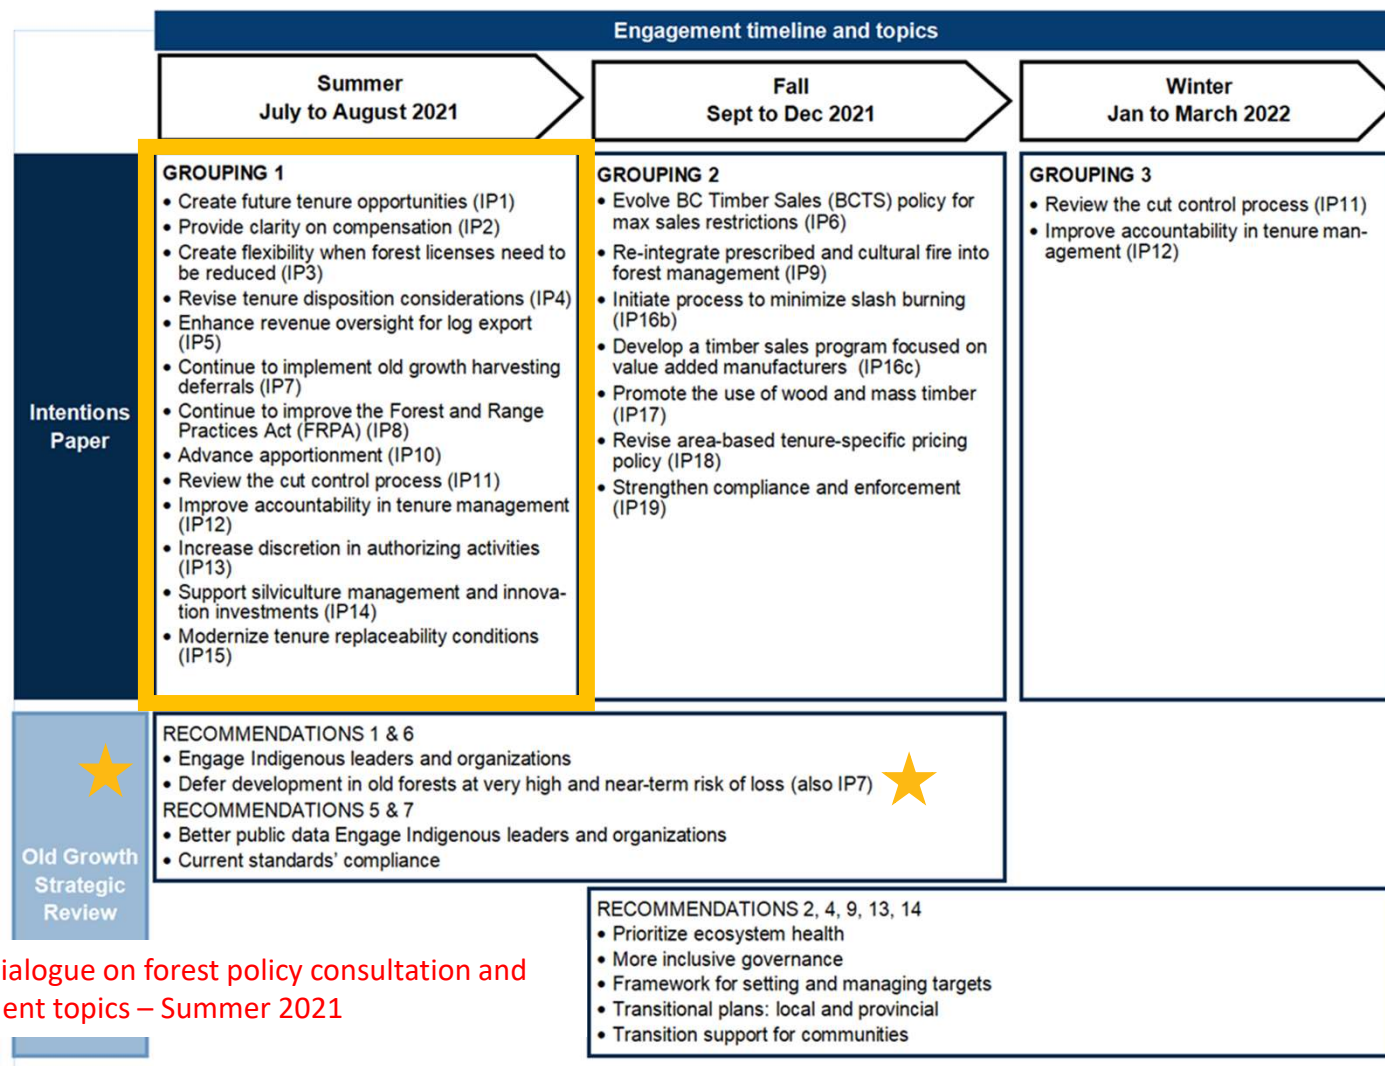 Engagement timeline and topics
Summer
July to August 2021
Fall
Sept to Dec 2021
Winter
Jan to March 2022
Intentions
Paper
GROUPING 1
• Create future tenure opportunities (IP1)
• Provide clarity on compensation (IP2)
• Create flexibility when forest licenses need to
be reduced (IP3)
• Revise tenure disposition considerations (IP4)
• Enhance revenue oversight for log export
(IP5)
• Continue to implement old growth harvesting
deferrals (IP7)
• Continue to improve the Forest and Range
Practices Act (FRPA) (IP8)
• Advance apportionment (IP10)
• Review the cut control process (IP11)
• Improve accountability in tenure management
(IP12)
• Increase discretion in authorizing activities
(IP13)
• Support silviculture management and innova-
tion investments (IP14)
• Modernize tenure replaceability conditions
(IP15)
GROUPING 2
• Evolve BC Timber Sales (BCTS) policy for
max sales restrictions (IP6)
• Re-integrate prescribed and cultural fire into
forest management (IP9)
• Initiate process to minimize slash burning
(IP16b)
• Develop a timber sales program focused on
value added manufacturers (IP16c)
• Promote the use of wood and mass timber
(IP17)
• Revise area-based tenure-specific pricing
policy (IP18)
• Strengthen compliance and enforcement
(IP19)
GROUPING 3
• Review the cut control process (IP11)
• Improve accountability in tenure man-
agement (IP12)
Old Growth
Strategic
Review
RECOMMENDATIONS 1 & 6
• Engage Indigenous leaders and organizations
• Defer development in old forests at very high and near-term risk of loss (also IP7)
RECOMMENDATIONS 5 & 7
• Better public data Engage Indigenous leaders and organizations
• Current standards' compliance
RECOMMENDATIONS 2, 4, 9, 13, 14
• Prioritize ecosystem health
• More inclusive governance
• Framework for setting and managing targets
• Transitional plans: local and provincial
• Transition support for communities
ialogue on forest policy consultation and
ent topics – Summer 2021